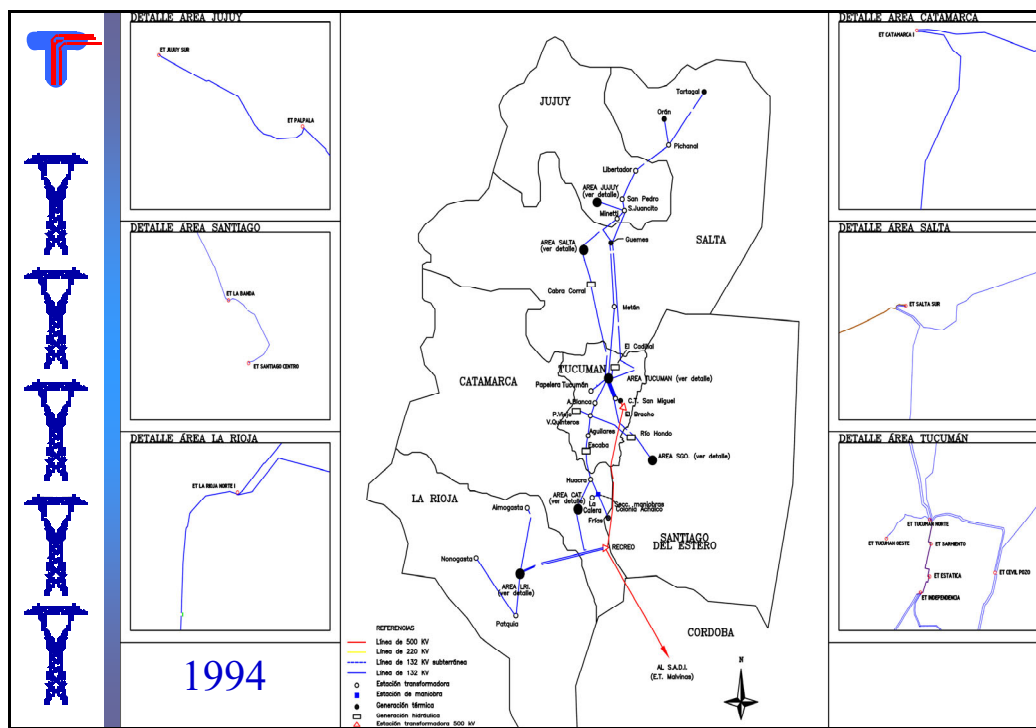 DETALLE AREA JUJUY
ET JUJUY SUR
ET PALPALA
DETALLE ÁREA SANTIAGO
ET LA BANDA
ET SANTIAGO CENTRO
DETALLE ÁREA LA RIOJA
ET LA RIOJA NORTE I
1994
JUJUY
Tartagal
Orán
Pichanal
Libertador
AREA JUJUY
(ver detalle)
San Pedro
S.Juancito
Minetti
AREA SALTA
(ver detalle)
Guemes
SALTA
Cabra Corral
Metán
El Cadillal
TUCUMAN
CATAMARCA
AREA TUCUMAN (ver detalle)
Papelera Tucumán
A.Blanca
C.T. San Miguel
El Bracho
P.Viejo
V.Quinteros
Aguilares
Río Hondo
Escaba
AREA SGO. (ver detalle)
Huacra
AREA CAT.
(ver detalle)
La Calera
Secc. maniobras
Colonia Achalco
Frías
LA RIOJA
Aimogasta
SANTIAGO
DEL ESTERO
Nonogasta
RECREO
AREA LRI.
(ver detalle)
Patquia
CORDOBA
AL S.A.D.I.
(E.T. Malvinas)
N
REFERENCIAS
Línea de 500 KV
Línea de 220 KV
Línea de 132 KV subterránea
Línea de 132 KV
Estación transformadora
Estación de maniobra
Generación térmica
Generación hidráulica
Estación transformadora 500 kV
DETALLE AREA CATAMARCA
ET CATAMARCA I
DETALLE ÁREA SALTA
ET SALTA SUR
DETALLE ÁREA TUCUMÁN
ET TUCUMAN NORTE
ET TUCUMAN OESTE
ET SARMIENTO
ET ESTATICA
ET CEVIL POZO
ET INDEPENDENCIA